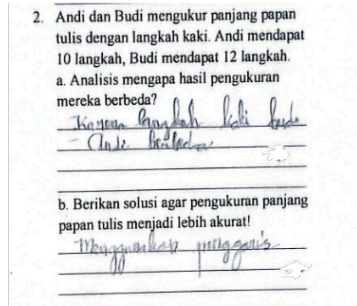 2. Andi dan Budi mengukur panjang papan
tulis dengan langkah kaki. Andi mendapat
10 langkah, Budi mendapat 12 langkah.
a. Analisis mengapa hasil pengukuran
mereka berbeda?
Karena langkah kaki budi
- Andi berbeda
b. Berikan solusi agar pengukuran panjang
papan tulis menjadi lebih akurat!
Menggunakan penggaris